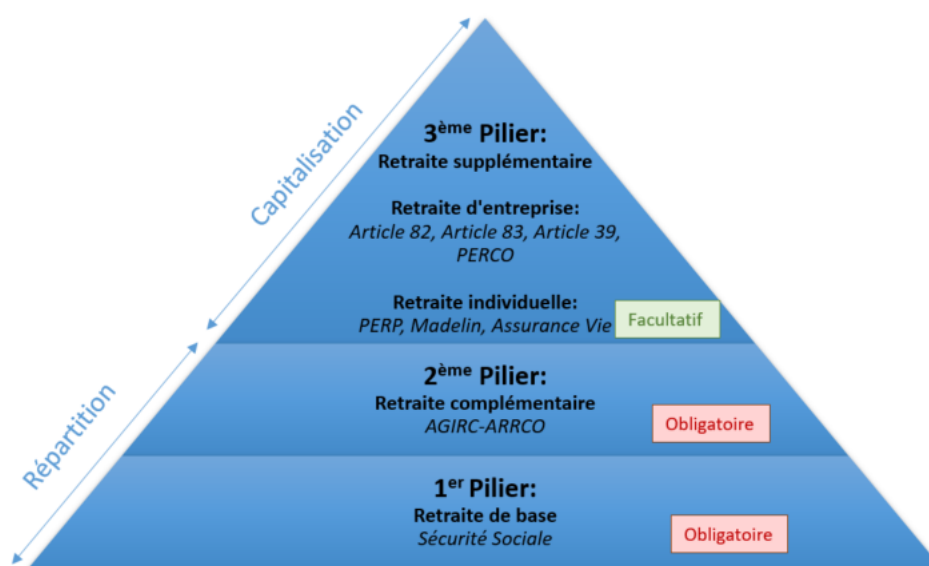 Capitalisation
3ème Pilier:
Retraite supplémentaire
Retraite d'entreprise:
Article 82, Article 83, Article 39,
PERCO
Retraite individuelle:
PERP, Madelin, Assurance Vie
Facultatif
Répartition
2ème Pilier:
Retraite complémentaire
AGIRC-ARRCO
Obligatoire
1er Pilier:
Retraite de base
Sécurité Sociale
Obligatoire